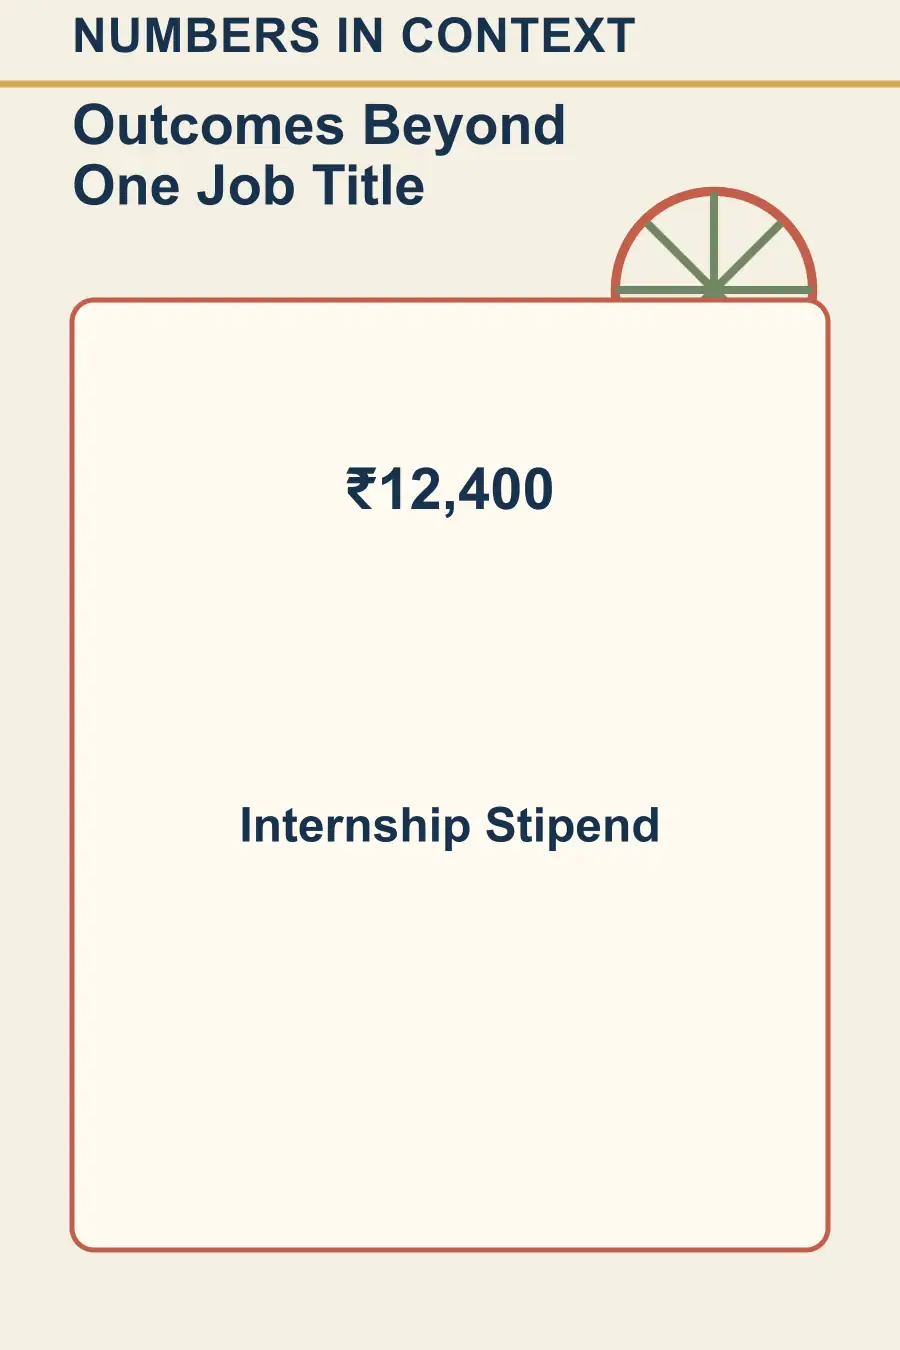 NUMBERS IN CONTEXT
Outcomes Beyond
One Job Title
₹12,400
Internship Stipend